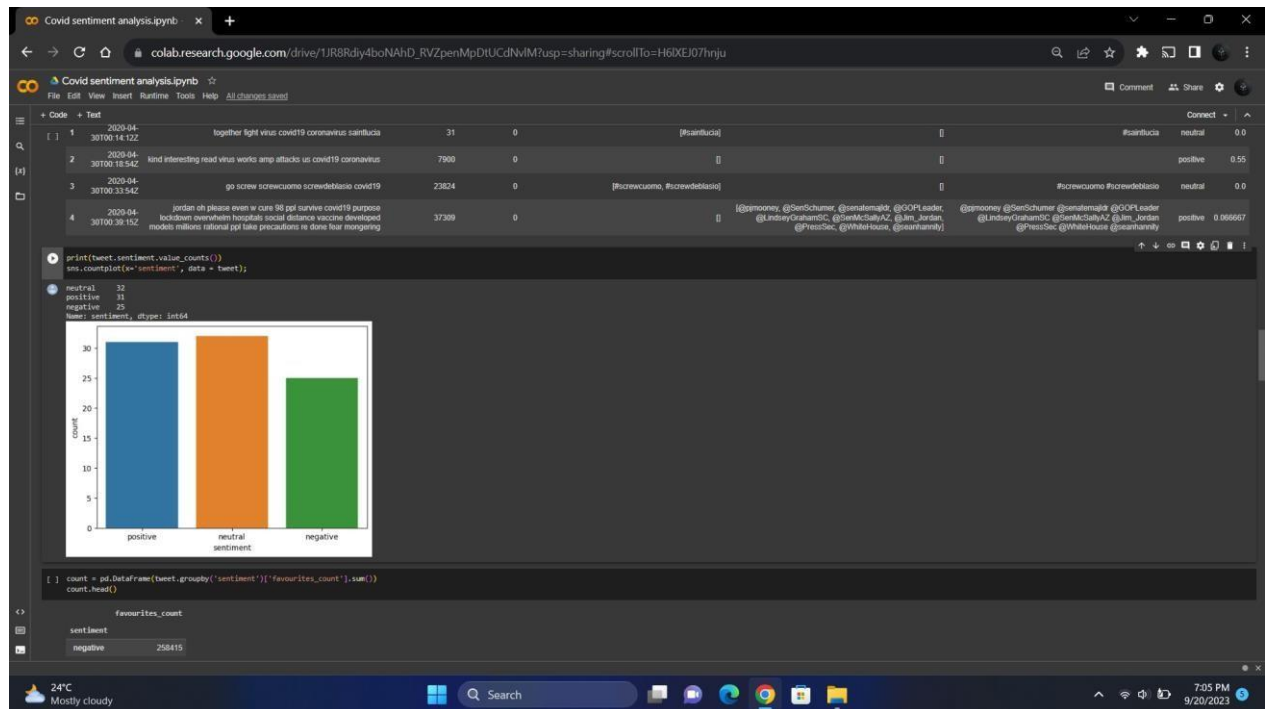 Covid sentiment analysis.ipynb
colab.research.google.com/drive/1JR8Rdiy4boNAhD_RVZpenMpDtUCdNvIM?usp=sharing#scrollTo=H6IXEJ07hnju
Covid sentiment analysis.ipynb
Comment Share
File Edit View Insert Runtime Tools Help All changes saved
+ Code + Text Connect
[ ] 1 2020-04-30T00:14:12Z together fight virus covid19 coronavirus saintlucia 31 0 [#saintlucia] [] #saintlucia neutral 0.0
2 2020-04-30T00:18:54Z kind interesting read virus works amp attacks us covid19 coronavirus 7900 0 [] [] positive 0.55
3 2020-04-30T00:33:54Z go screw screwcuomo screwdeblasio covid19 23824 0 [#screwcuomo, #screwdeblasio] [] #screwcuomo #screwdeblasio neutral 0.0
4 2020-04-30T00:39:15Z
jordan oh please even w cure 98 ppl survive covid19 purpose
lockdown overwhelm hospitals social distance vaccine developed
models millions rational ppl take precautions re done fear mongering
37309 0 []
[@pjmooney, @SenSchumer, @senatemajldr, @GOPLeader,
@LindseyGrahamSC, @SenMcSallyAZ, @Jim_Jordan,
@PressSec, @WhiteHouse, @seanhannity]
@pjmooney @SenSchumer @senatemajldr @GOPLeader
@LindseyGrahamSC @SenMcSallyAZ @Jim_Jordan
@PressSec @WhiteHouse @seanhannity
positive 0.066667
print(tweet.sentiment.value_counts())
sns.countplot(x='sentiment', data = tweet);
neutral 32
positive 31
negative 25
Name: sentiment, dtype: int64
30
25
20
15
10
5
0
count
positive neutral negative
sentiment
[ ] count = pd.DataFrame(tweet.groupby('sentiment')['favourites_count'].sum())
count.head()
favourites_count
sentiment
negative 258415
24°C
Mostly cloudy
Search
7:05 PM
9/20/2023
5